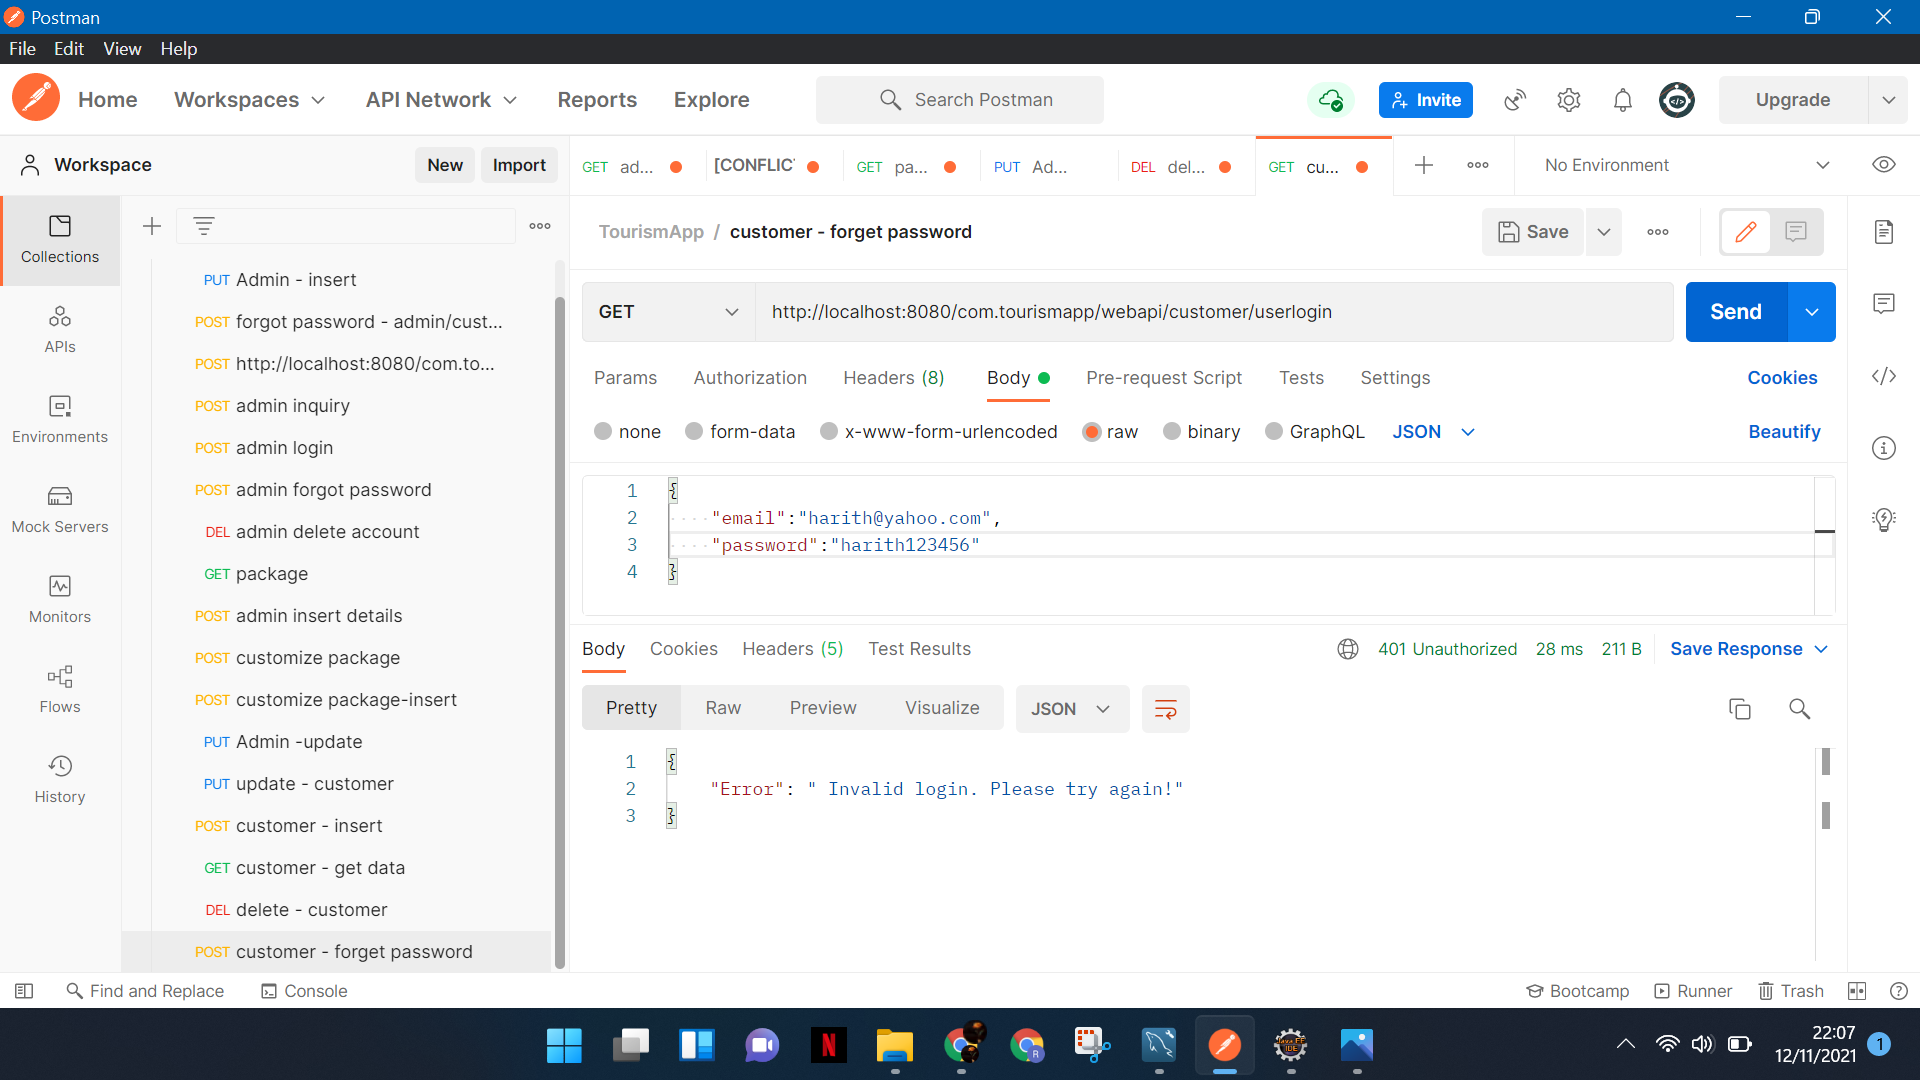 Postman
File Edit View Help
Home Workspaces API Network Reports Explore Search Postman Invite Upgrade
Workspace New Import
GET ad... [CONFLIC GET pa... PUT Ad... DEL del... GET cu... No Environment
TourismApp / customer - forget password Save
GET http://localhost:8080/com.tourismapp/webapi/customer/userlogin Send
Params Authorization Headers (8) Body Pre-request Script Tests Settings Cookies
none form-data x-www-form-urlencoded raw binary GraphQL JSON Beautify
1 {
2 "email":"harith@yahoo.com",
3 "password":"harith123456"
4 }
Body Cookies Headers (5) Test Results 401 Unauthorized 28 ms 211 B Save Response
Pretty Raw Preview Visualize JSON
1 {
2 "Error": " Invalid login. Please try again!"
3 }
Collections
APIs
Environments
Mock Servers
Monitors
Flows
History
PUT Admin - insert
POST forgot password - admin/cust...
POST http://localhost:8080/com.to...
POST admin inquiry
POST admin login
POST admin forgot password
DEL admin delete account
GET package
POST admin insert details
POST customize package
POST customize package-insert
PUT Admin -update
PUT update - customer
POST customer - insert
GET customer - get data
DEL delete - customer
POST customer - forget password
Find and Replace Console Bootcamp Runner Trash
N
R
Java EE
IDE
22:07
12/11/2021
1